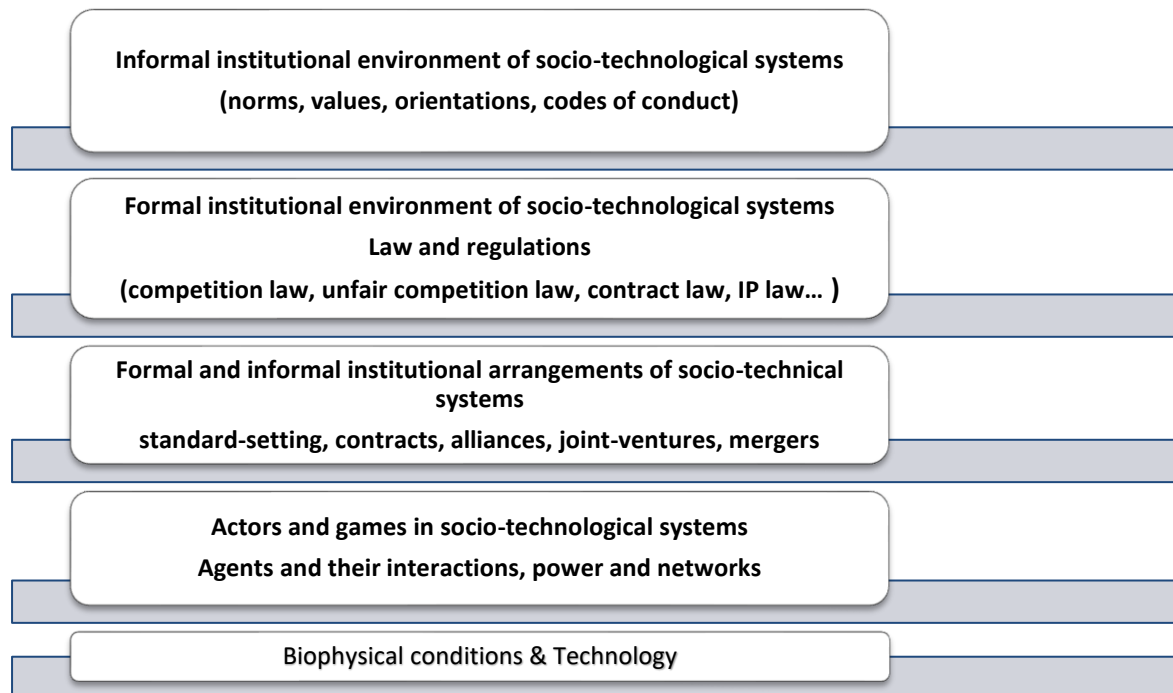 Informal institutional environment of socio-technological systems
(norms, values, orientations, codes of conduct)
Formal institutional environment of socio-technological systems
Law and regulations
(competition law, unfair competition law, contract law, IP law… )
Formal and informal institutional arrangements of socio-technical
systems
standard-setting, contracts, alliances, joint-ventures, mergers
Actors and games in socio-technological systems
Agents and their interactions, power and networks
Biophysical conditions & Technology